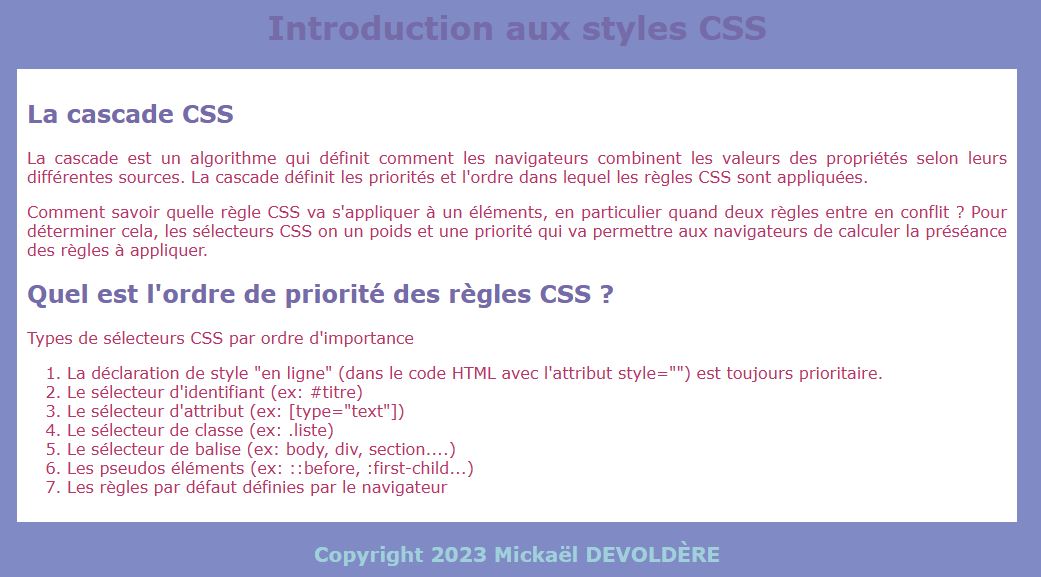 Introduction aux styles CSS
La cascade CSS
La cascade est un algorithme qui définit comment les navigateurs combinent les valeurs des propriétés selon leurs
différentes sources. La cascade définit les priorités et l'ordre dans lequel les règles CSS sont appliquées.
Comment savoir quelle règle CSS va s'appliquer à un éléments, en particulier quand deux règles entre en conflit ? Pour
déterminer cela, les sélecteurs CSS on un poids et une priorité qui va permettre aux navigateurs de calculer la préséance
des règles à appliquer.
Quel est l'ordre de priorité des règles CSS ?
Types de sélecteurs CSS par ordre d'importance
1. La déclaration de style "en ligne" (dans le code HTML avec l'attribut style="") est toujours prioritaire.
2. Le sélecteur d'identifiant (ex: #titre)
3. Le sélecteur d'attribut (ex: [type="text"])
4. Le sélecteur de classe (ex: .liste)
5. Le sélecteur de balise (ex: body, div, section....)
6. Les pseudos éléments (ex: ::before, :first-child...)
7. Les règles par défaut définies par le navigateur
Copyright 2023 Mickaël DEVOLDÈRE